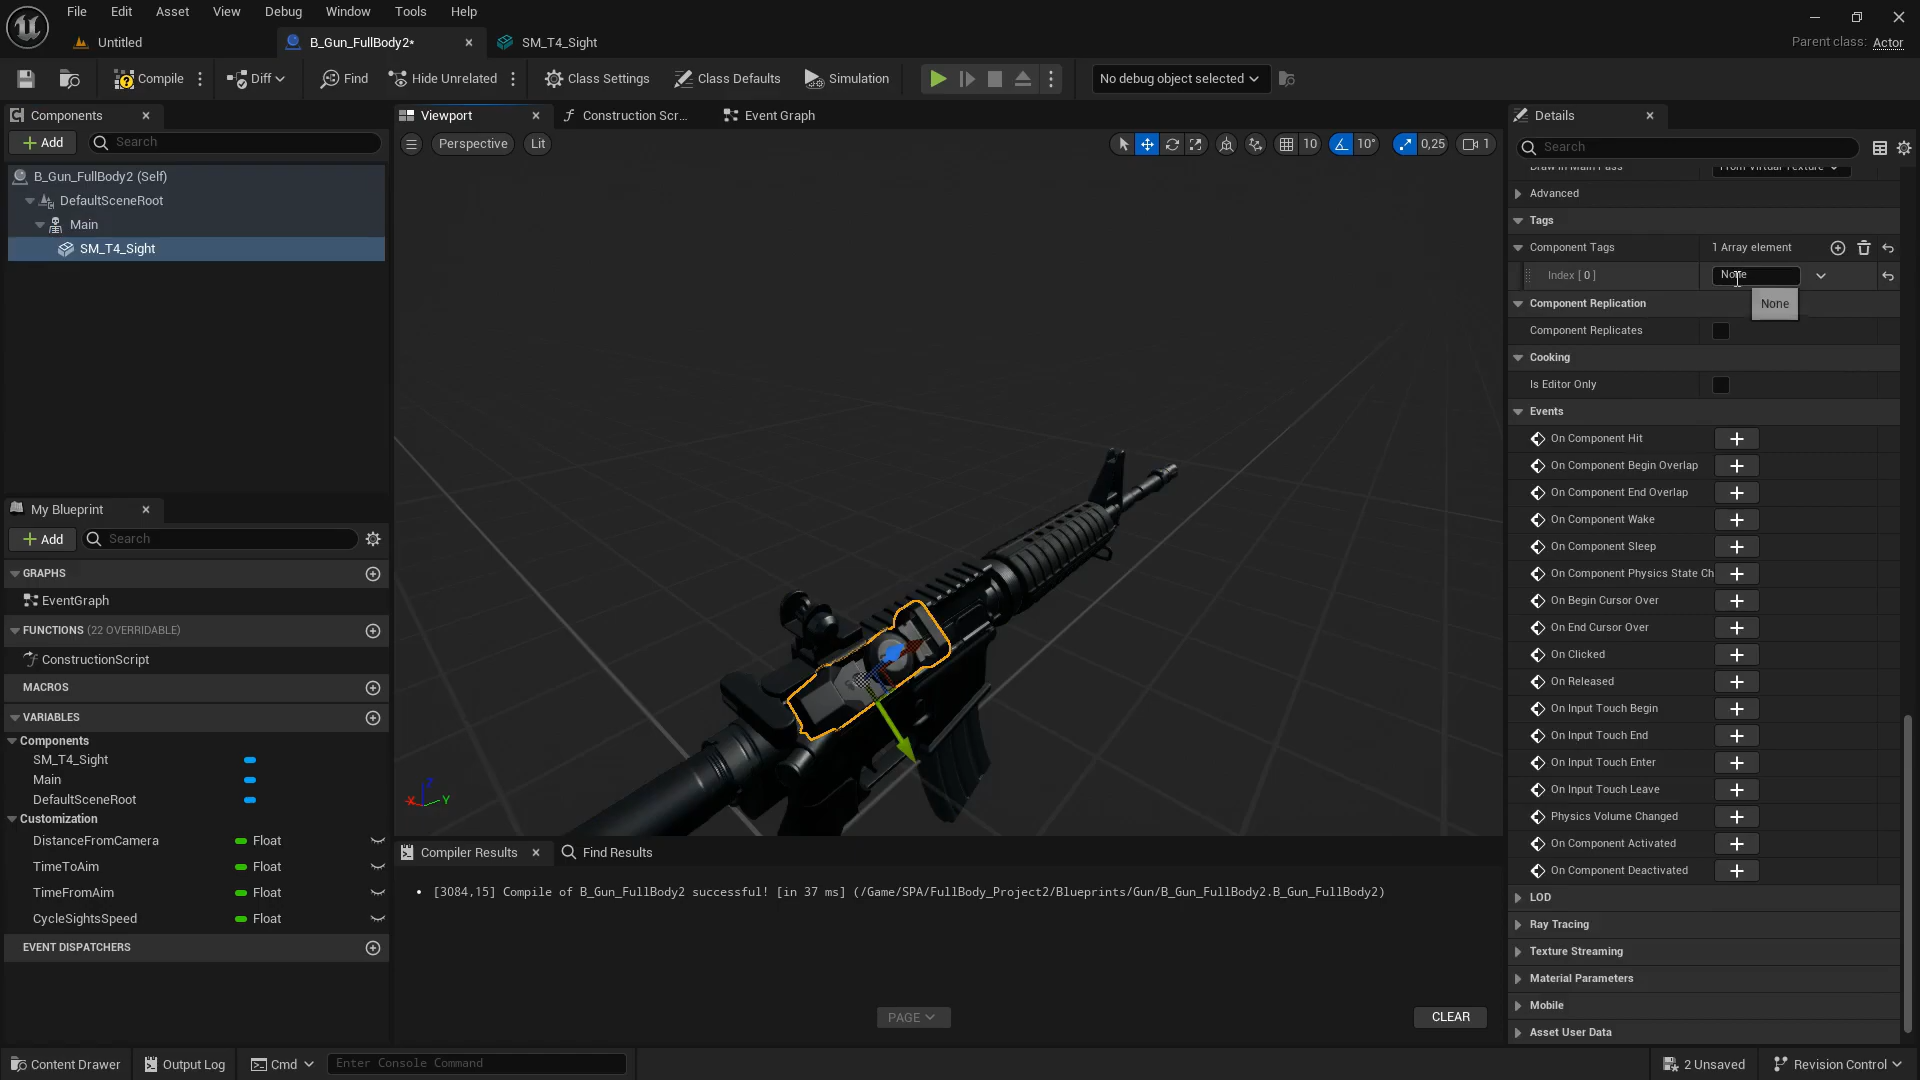 File Edit Asset View Debug Window Tools Help
Untitled B_Gun_FullBody2* SM_T4_Sight
Parent class: Actor
Compile Diff Find Hide Unrelated Class Settings Class Defaults Simulation No debug object selected
Components
Add Search
B_Gun_FullBody2 (Self)
DefaultSceneRoot
Main
SM_T4_Sight
My Blueprint
Add Search
GRAPHS
EventGraph
FUNCTIONS (22 OVERRIDABLE)
ConstructionScript
MACROS
VARIABLES
Components
SM_T4_Sight
Main
DefaultSceneRoot
Customization
DistanceFromCamera Float
TimeToAim Float
TimeFromAim Float
CycleSightsSpeed Float
EVENT DISPATCHERS
Viewport Construction Scr... Event Graph
Perspective Lit 10 10° 0,25 1
X Y
Compiler Results Find Results
• [3084,15] Compile of B_Gun_FullBody2 successful! [in 37 ms] (/Game/SPA/FullBody_Project2/Blueprints/Gun/B_Gun_FullBody2.B_Gun_FullBody2)
PAGE CLEAR
Details
Search
Draw in Main Pass From Virtual Texture
Advanced
Tags
Component Tags 1 Array element
Index [ 0 ] None
None
Component Replication
Component Replicates
Cooking
Is Editor Only
Events
On Component Hit
On Component Begin Overlap
On Component End Overlap
On Component Wake
On Component Sleep
On Component Physics State Ch
On Begin Cursor Over
On End Cursor Over
On Clicked
On Released
On Input Touch Begin
On Input Touch End
On Input Touch Enter
On Input Touch Leave
Physics Volume Changed
On Component Activated
On Component Deactivated
LOD
Ray Tracing
Texture Streaming
Material Parameters
Mobile
Asset User Data
Content Drawer Output Log Cmd Enter Console Command 2 Unsaved Revision Control